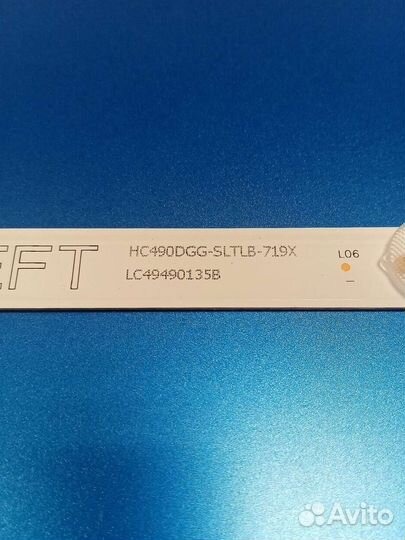 HC490DGG-SLTLB-719X
EFT
LC49490135B
L06
Avito